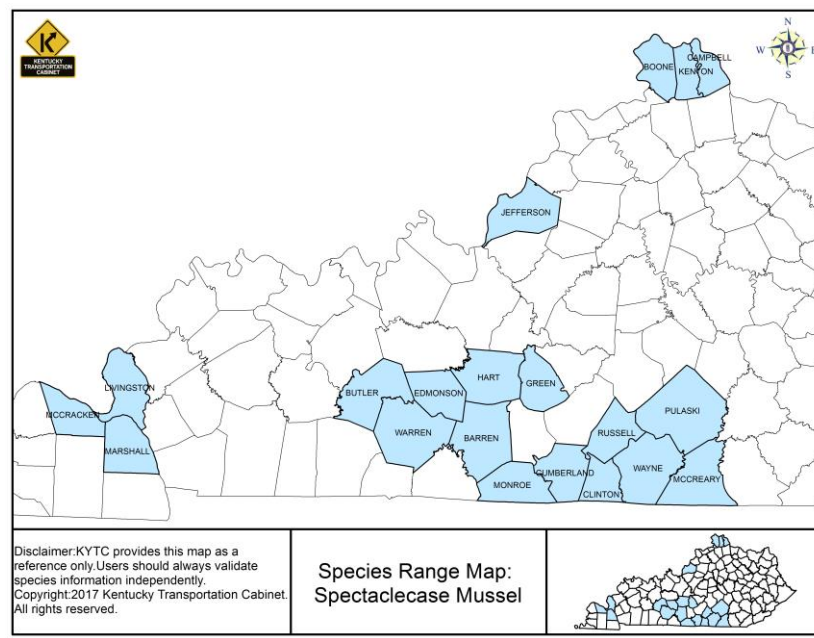 KENTUCKY
TRANSPORTATION
CABINET
N
W
E
S
BOONE
KENTON
CAMPBELL
JEFFERSON
LIVINGSTON
MCCRACKEN
MARSHALL
BUTLER
EDMONSON
HART
GREEN
WARREN
BARREN
MONROE
CUMBERLAND
CLINTON
RUSSELL
WAYNE
PULASKI
MCCREARY
Disclaimer:KYTC provides this map as a
reference only.Users should always validate
species information independently.
Copyright:2017 Kentucky Transportation Cabinet.
All rights reserved.
Species Range Map:
Spectaclecase Mussel